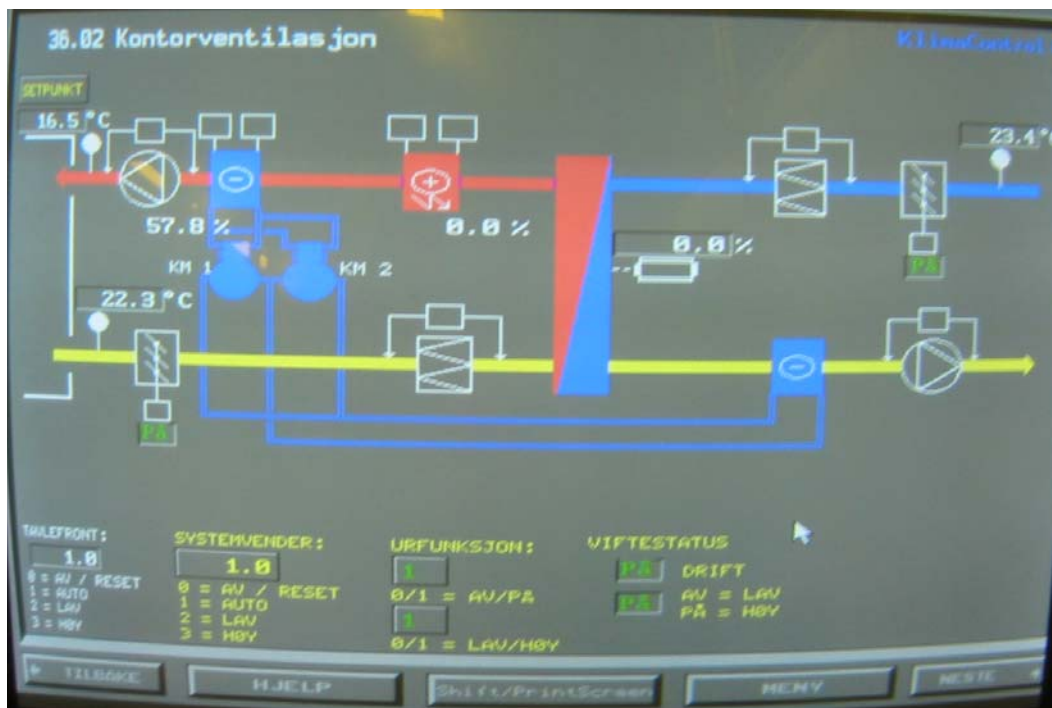 36.02 Kontorventilasjon
KlimaControl
SETPUNKT
16.5 °C
23.4 °C
57.8 %
0.0 %
0.0 %
KM 1
KM 2
På
22.3 °C
På
TAVLEFRONT:
1.0
0 = AV / RESET
1 = AUTO
2 = LAV
3 = HØY
SYSTEMVENDER:
1.0
0 = AV / RESET
1 = AUTO
2 = LAV
3 = HØY
URFUNKSJON:
1
0/1 = AV/PÅ
1
0/1 = LAV/HØY
VIFTESTATUS
På DRIFT
På AV = LAV
PÅ = HØY
TILBAKE
HJELP
Shift/PrintScreen
MENY
NESTE